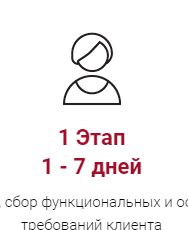 1 Этап
1 - 7 дней
, сбор функциональных и
требований клиента